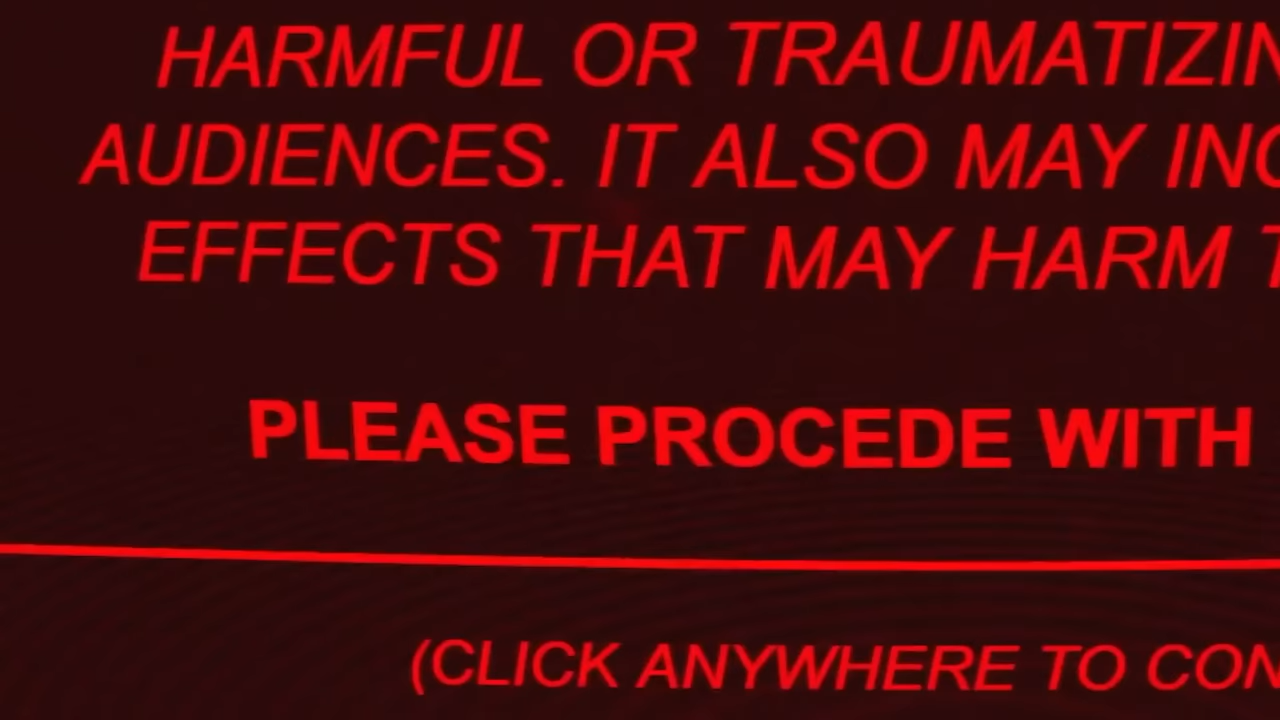 HARMFUL OR TRAUMATIZIN
AUDIENCES. IT ALSO MAY INC
EFFECTS THAT MAY HARM T
PLEASE PROCEDE WITH
(CLICK ANYWHERE TO CON